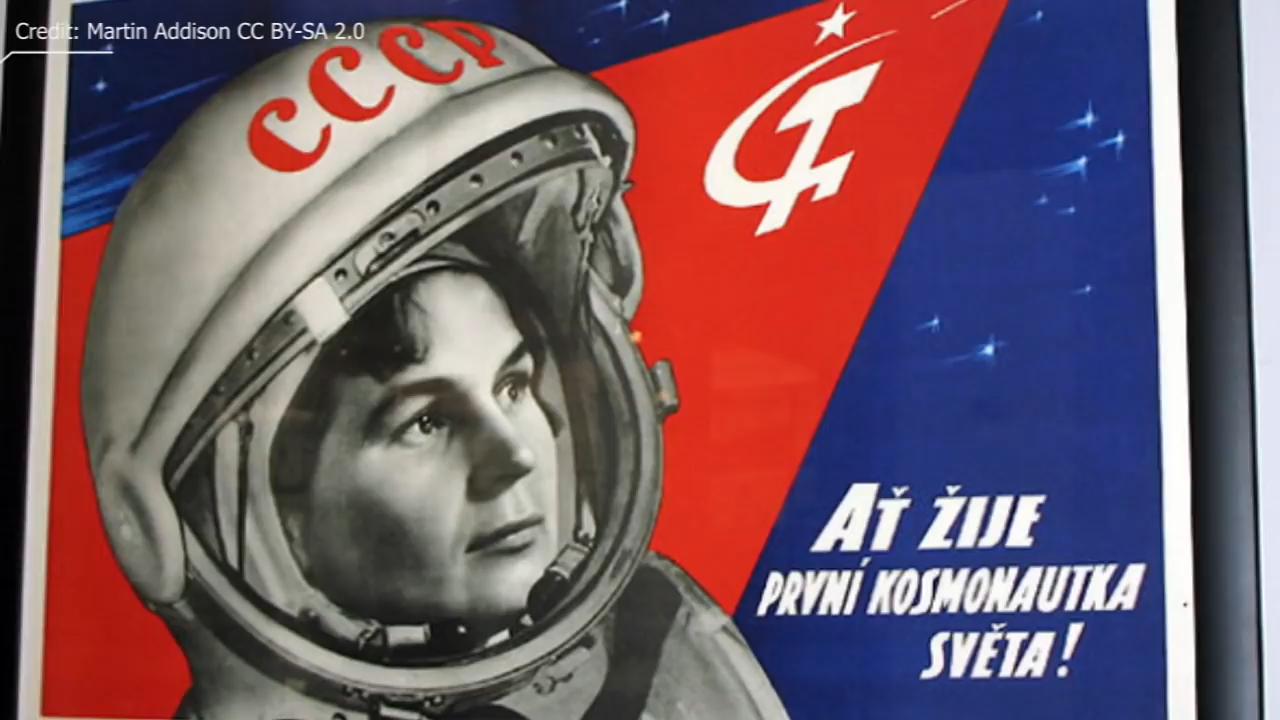 Credit: Martin Addison CC BY-SA 2.0
СССР
AŤ ŽIJE
PRVNÍ KOSMONAUTKA
SVĚTA!